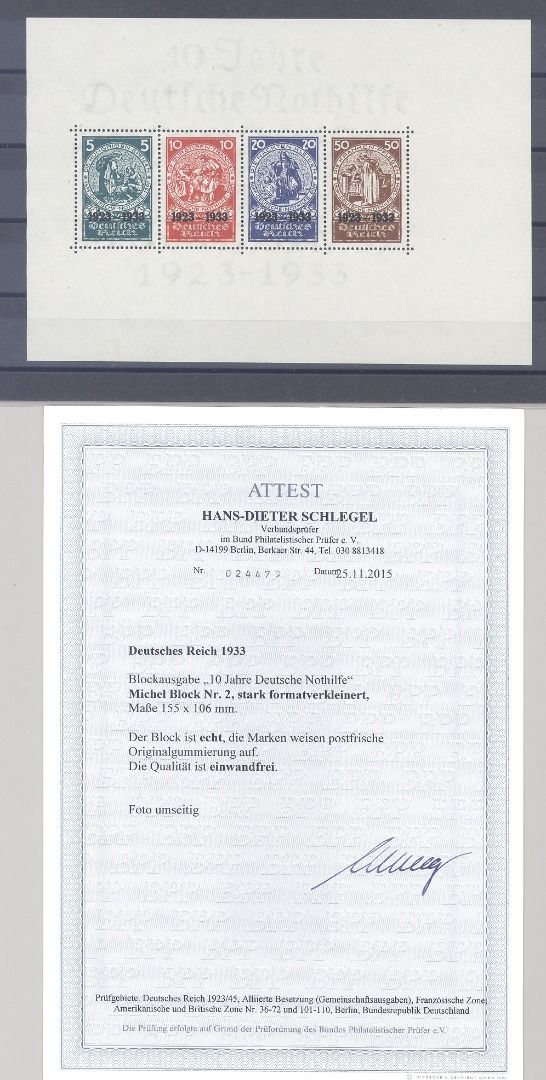 10 Jahre
Deutsche Nothilfe
5 5
10 10
20 20
50 50
1923 - 1933
1923 - 1933
1923 - 1933
1923 - 1933
Deutsches
Reich
Deutsches
Reich
Deutsches
Reich
Deutsches
Reich
1923-1933
ATTEST
HANS-DIETER SCHLEGEL
Verbandsprüfer
im Bund Philatelistischer Prüfer e. V.
D-14199 Berlin, Berkaer Str. 44, Tel. 030 8813418
Nr. 024479 Datum 25.11.2015
Deutsches Reich 1933
Blockausgabe „10 Jahre Deutsche Nothilfe“
Michel Block Nr. 2, stark formatverkleinert,
Maße 155 x 106 mm.
Der Block ist echt, die Marken weisen postfrische
Originalgummierung auf.
Die Qualität ist einwandfrei.
Foto umseitig
Prüfgebiete: Deutsches Reich 1923/45, Alliierte Besetzung (Gemeinschaftsausgaben), Französische Zone,
Amerikanische und Britische Zone Nr. 36-72 und 101-110, Berlin, Bundesrepublik Deutschland
Die Prüfung erfolgte auf Grund der Prüfordnung des Bundes Philatelistischer Prüfer e.V.